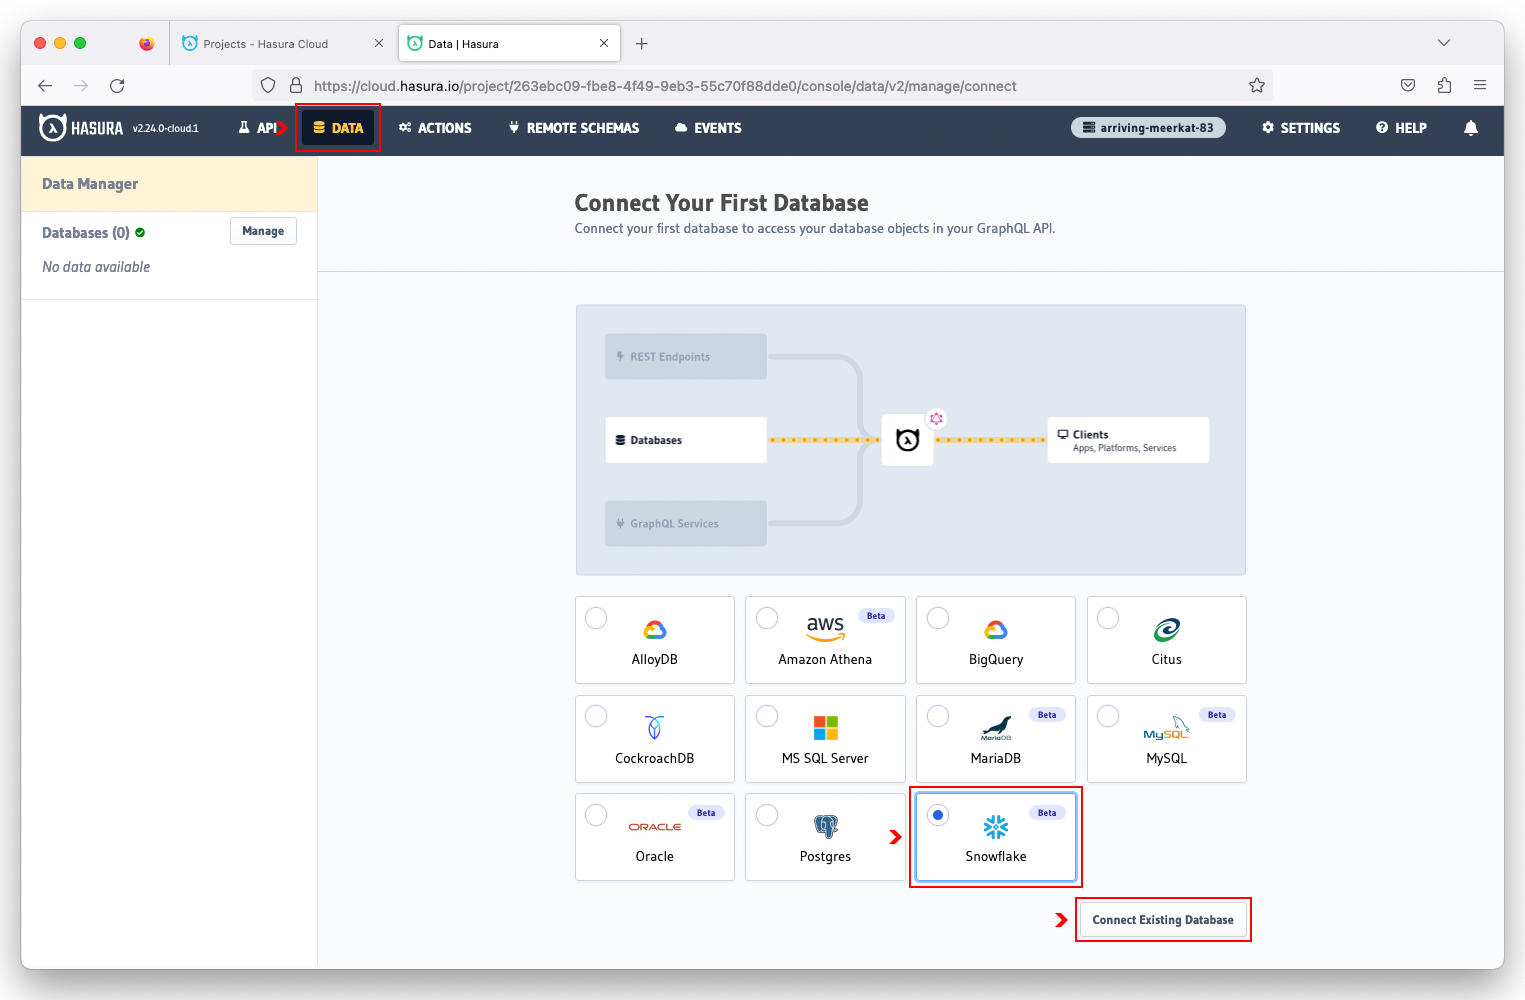 Projects - Hasura Cloud
Data | Hasura
https://cloud.hasura.io/project/263ebc09-fbe8-4f49-9eb3-55c70f88dde0/console/data/v2/manage/connect
HASURA v2.24.0-cloud.1 API DATA ACTIONS REMOTE SCHEMAS EVENTS arriving-meerkat-83 SETTINGS HELP
Data Manager
Databases (0) Manage
No data available
Connect Your First Database
Connect your first database to access your database objects in your GraphQL API.
REST Endpoints
Databases
Clients
Apps, Platforms, Services
GraphQL Services
AlloyDB
aws Beta
Amazon Athena
BigQuery
Citus
CockroachDB
MS SQL Server
MariaDB Beta
MariaDB
MySQL Beta
MySQL
ORACLE Beta
Oracle
Postgres
Beta
Snowflake
Connect Existing Database